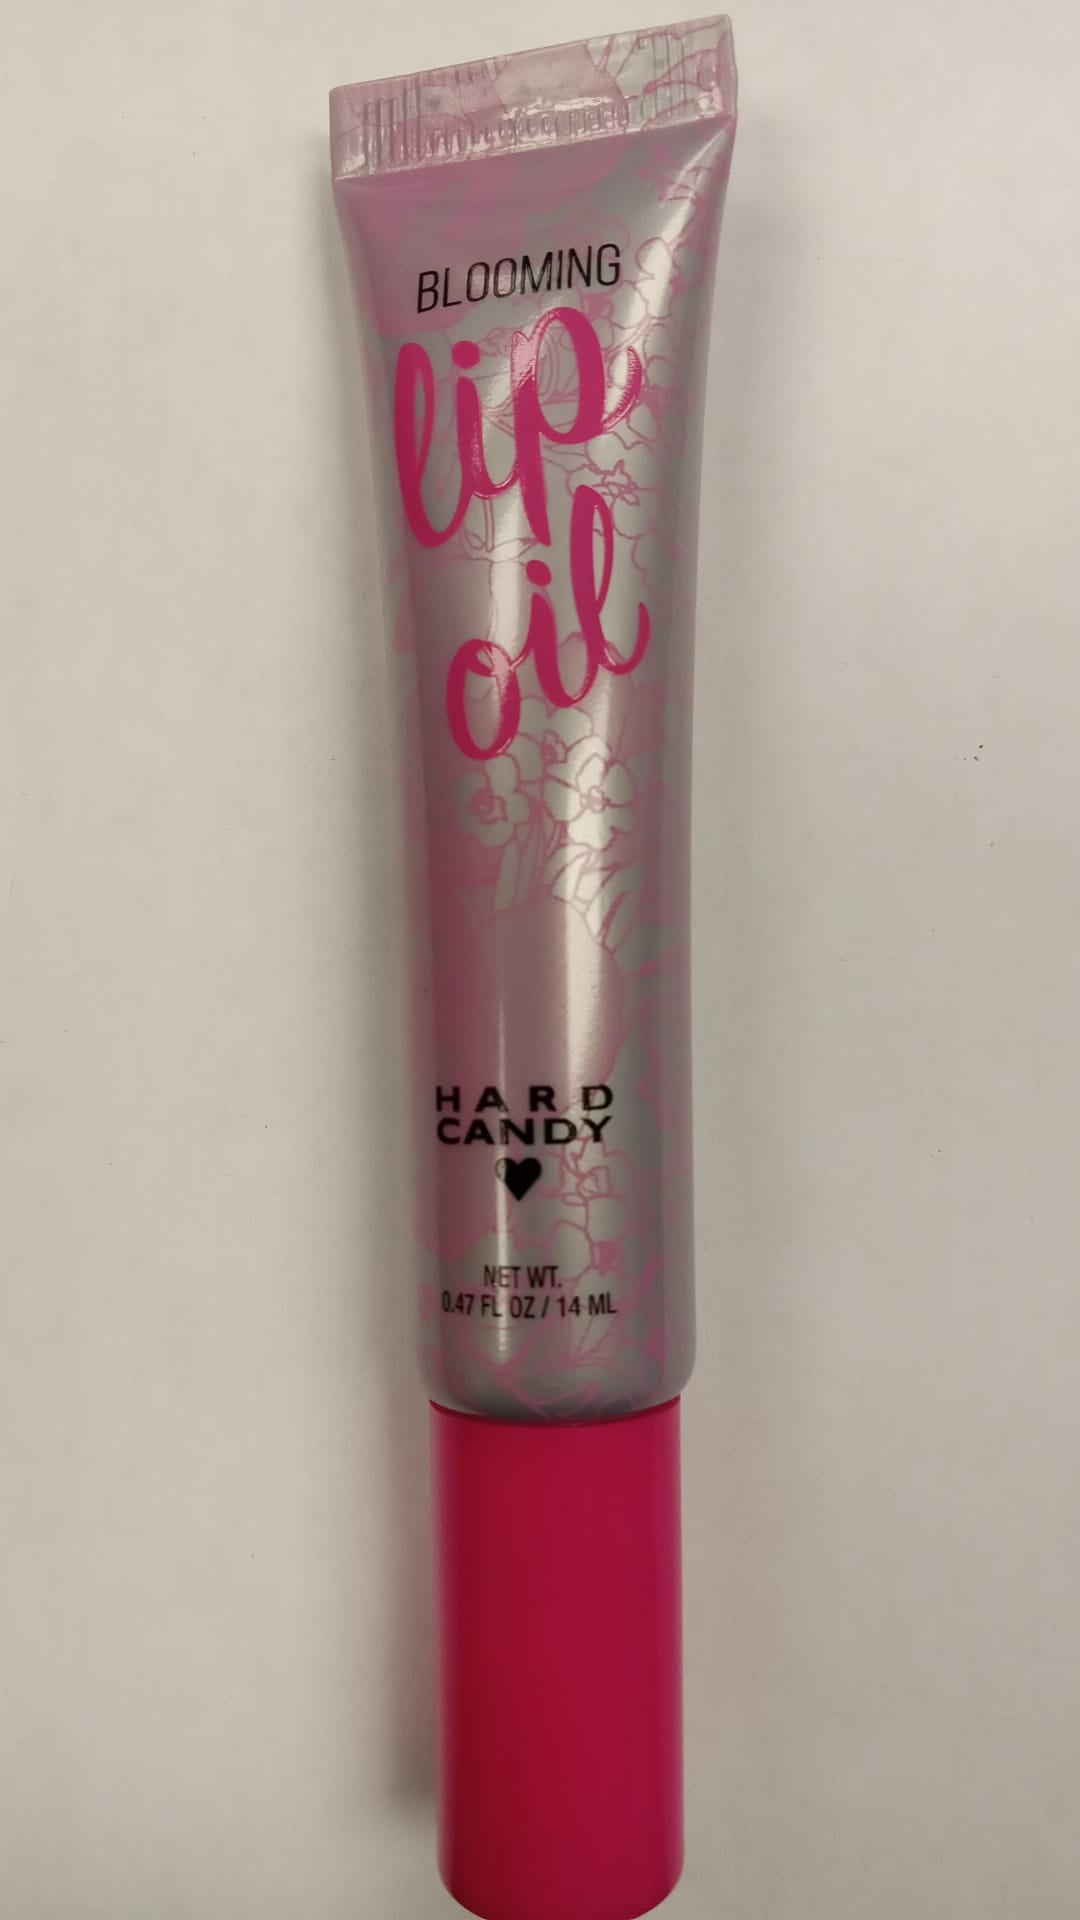 BLOOMING
lip
oil
HARD
CANDY
NET WT.
0.47 FL OZ / 14 ML